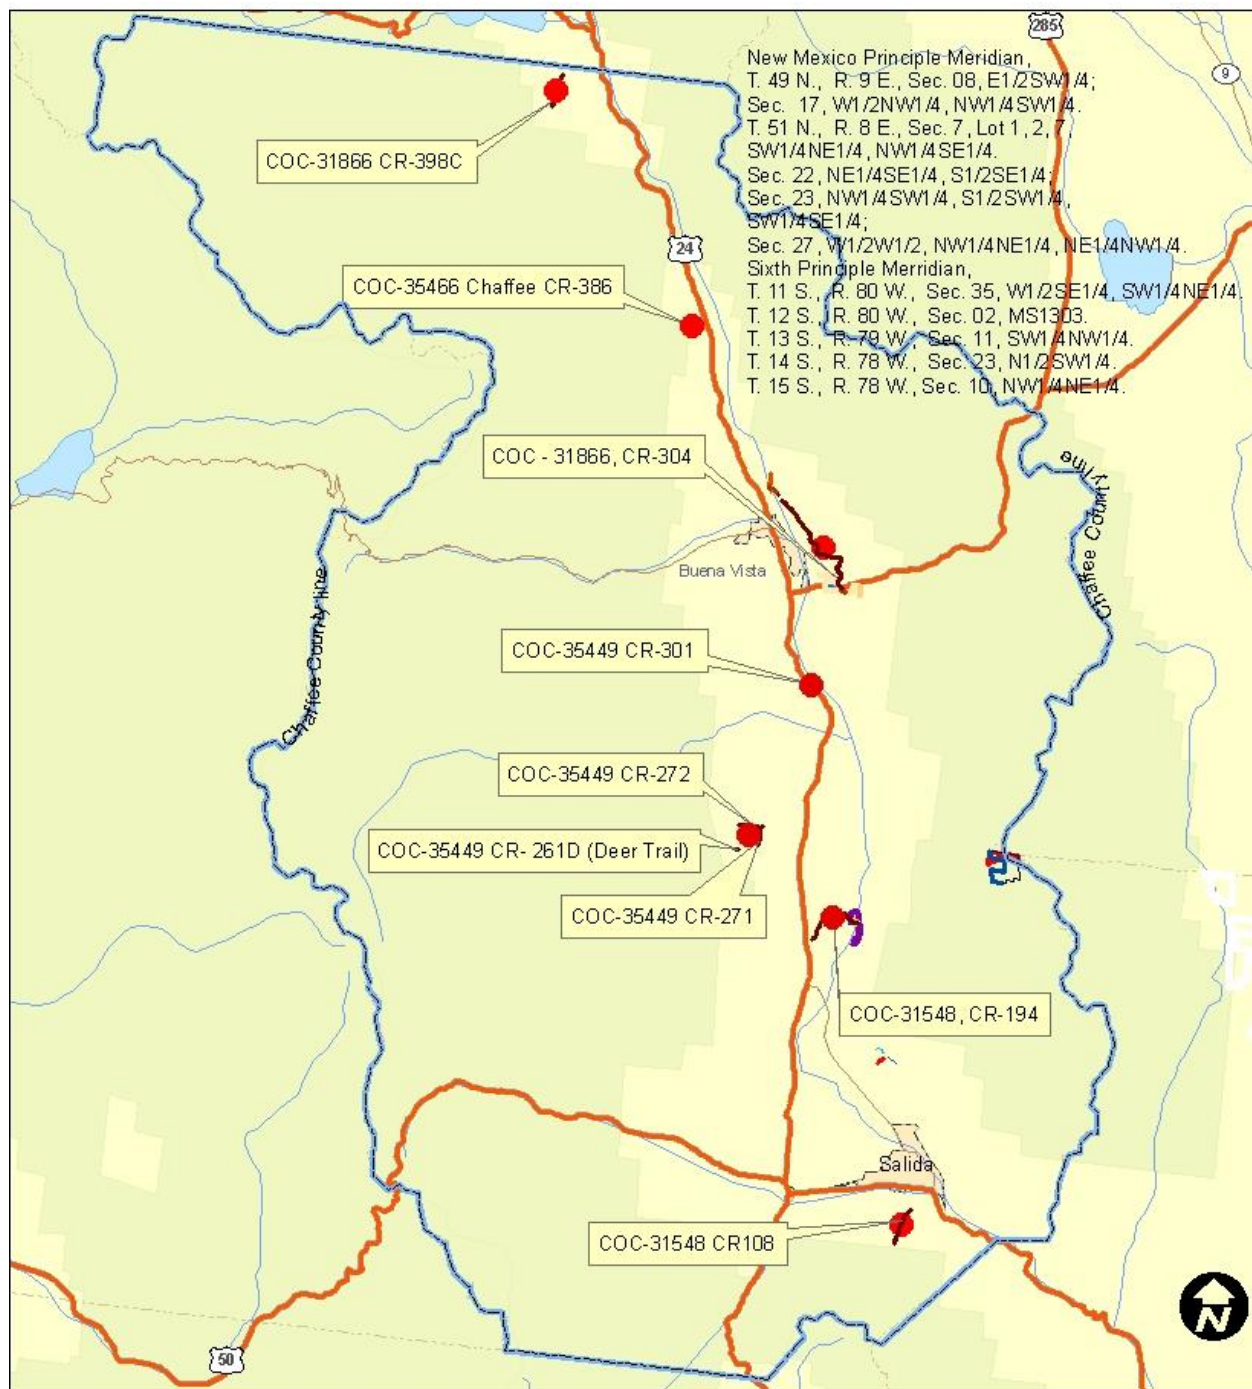 285
9
New Mexico Principle Meridian,
T. 49 N., R. 9 E., Sec. 08, E1/2SW1/4;
Sec. 17, W1/2NW1/4, NW1/4SW1/4.
T. 51 N., R. 8 E., Sec. 7, Lot 1, 2, 7,
SW1/4NE1/4, NW1/4SE1/4.
Sec. 22, NE1/4SE1/4, S1/2SE1/4;
Sec. 23, NW1/4SW1/4, S1/2SW1/4,
SW1/4SE1/4;
Sec. 27, W1/2W1/2, NW1/4NE1/4, NE1/4NW1/4.
Sixth Principle Merridian,
T. 11 S., R. 80 W., Sec. 35, W1/2SE1/4, SW1/4NE1/4.
T. 12 S., R. 80 W., Sec. 02, MS1303.
T. 13 S., R. 79 W., Sec. 11, SW1/4NW1/4.
T. 14 S., R. 78 W., Sec. 23, N1/2SW1/4.
T. 15 S., R. 78 W., Sec. 10, NW1/4NE1/4.
COC-31866 CR-398C
24
COC-35466 Chaffee CR-386
COC - 31866, CR-304
Chaffee County line
Buena Vista
Chaffee County line
COC-35449 CR-301
COC-35449 CR-272
COC-35449 CR- 261D (Deer Trail)
COC-35449 CR-271
COC-31548, CR-194
Salida
COC-31548 CR108
50
N